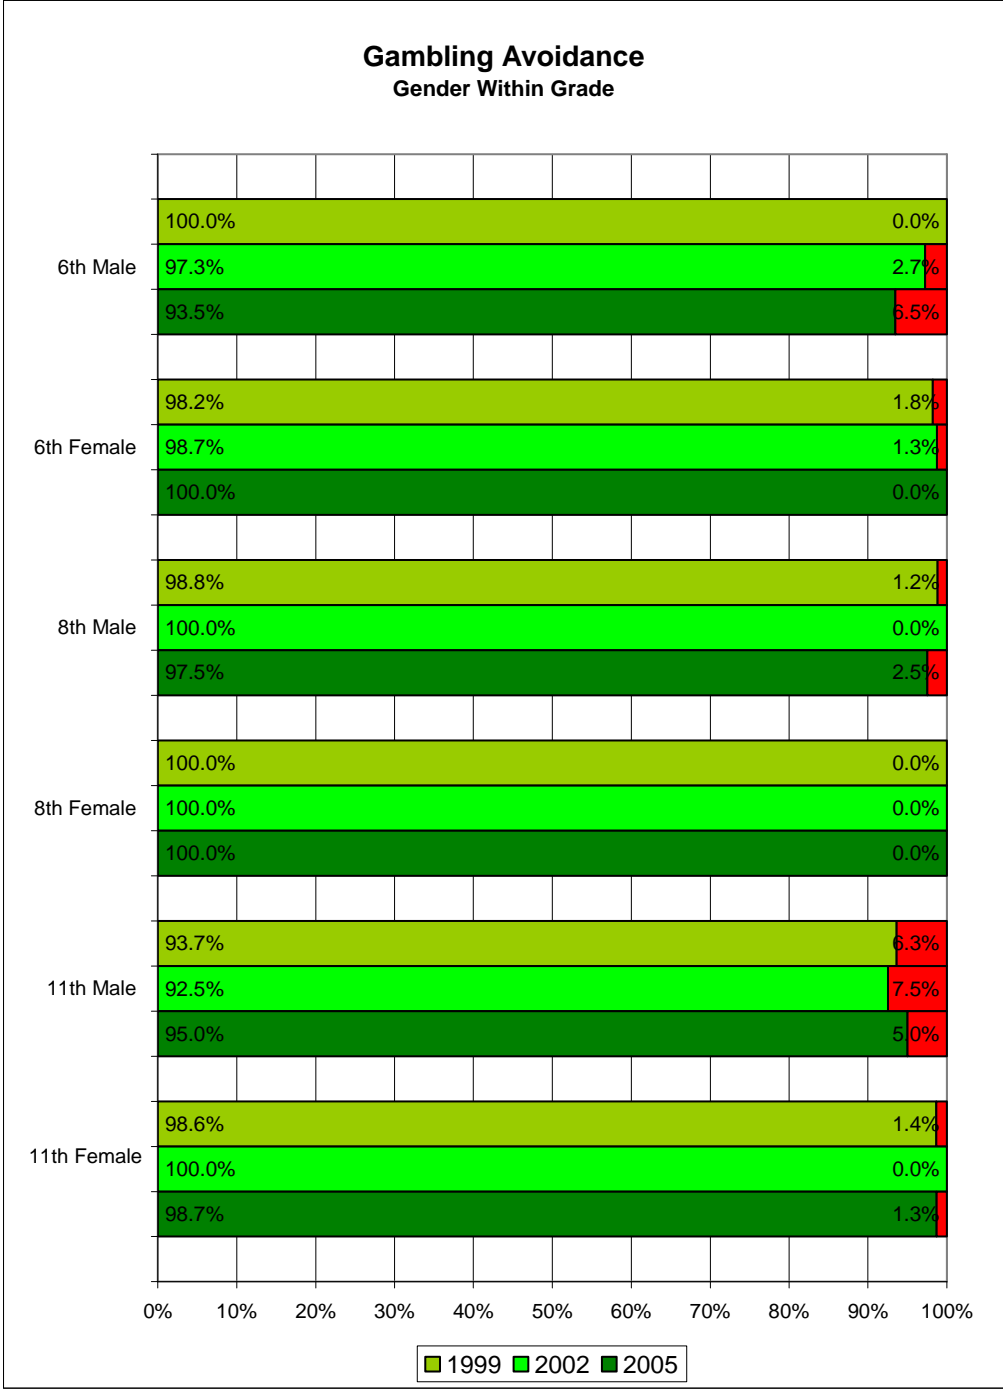 Gambling Avoidance
Gender Within Grade
100.0% 0.0%
6th Male 97.3% 2.7%
93.5% 6.5%
98.2% 1.8%
6th Female 98.7% 1.3%
100.0% 0.0%
98.8% 1.2%
8th Male 100.0% 0.0%
97.5% 2.5%
100.0% 0.0%
8th Female 100.0% 0.0%
100.0% 0.0%
93.7% 6.3%
11th Male 92.5% 7.5%
95.0% 5.0%
98.6% 1.4%
11th Female 100.0% 0.0%
98.7% 1.3%
0% 10% 20% 30% 40% 50% 60% 70% 80% 90% 100%
1999 2002 2005